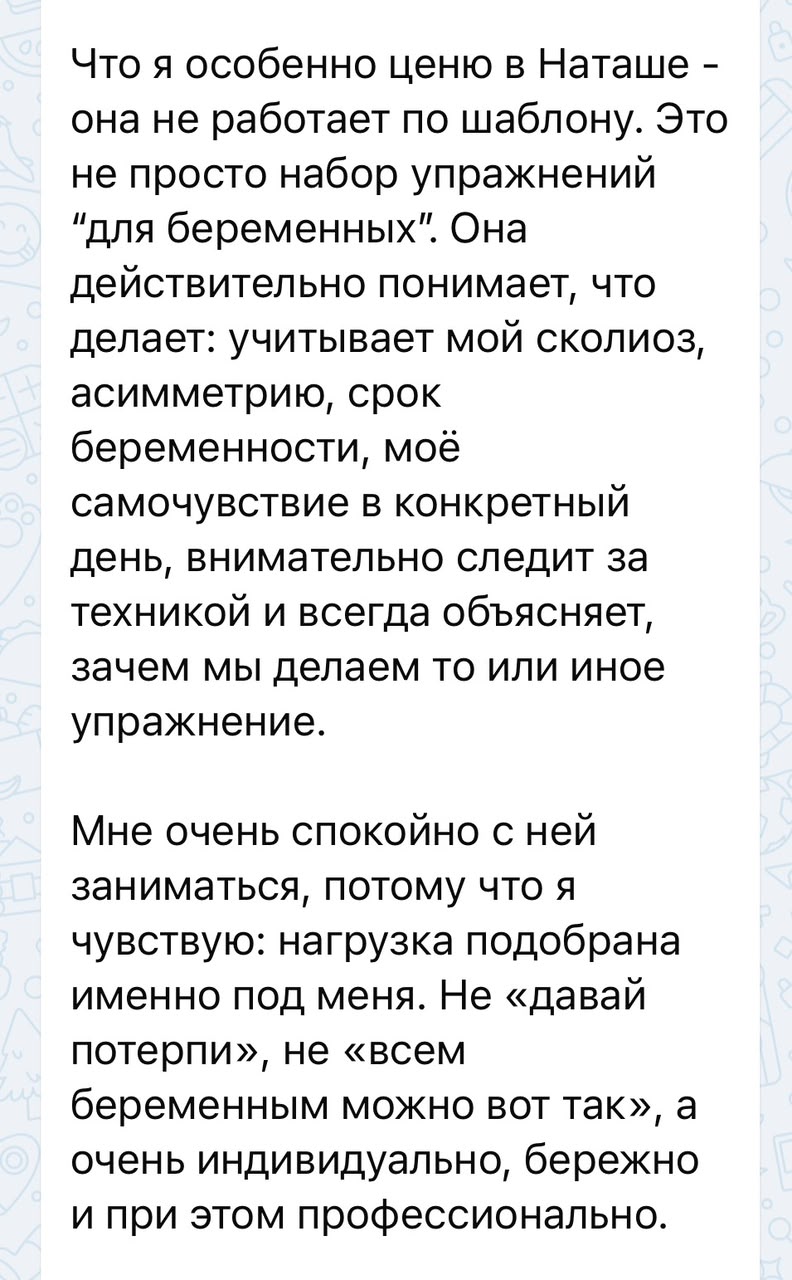 Что я особенно ценю в Наташе -
она не работает по шаблону. Это
не просто набор упражнений
“для беременных”. Она
действительно понимает, что
делает: учитывает мой сколиоз,
асимметрию, срок
беременности, моё
самочувствие в конкретный
день, внимательно следит за
техникой и всегда объясняет,
зачем мы делаем то или иное
упражнение.

Мне очень спокойно с ней
заниматься, потому что я
чувствую: нагрузка подобрана
именно под меня. Не «давай
потерпи», не «всем
беременным можно вот так», а
очень индивидуально, бережно
и при этом профессионально.